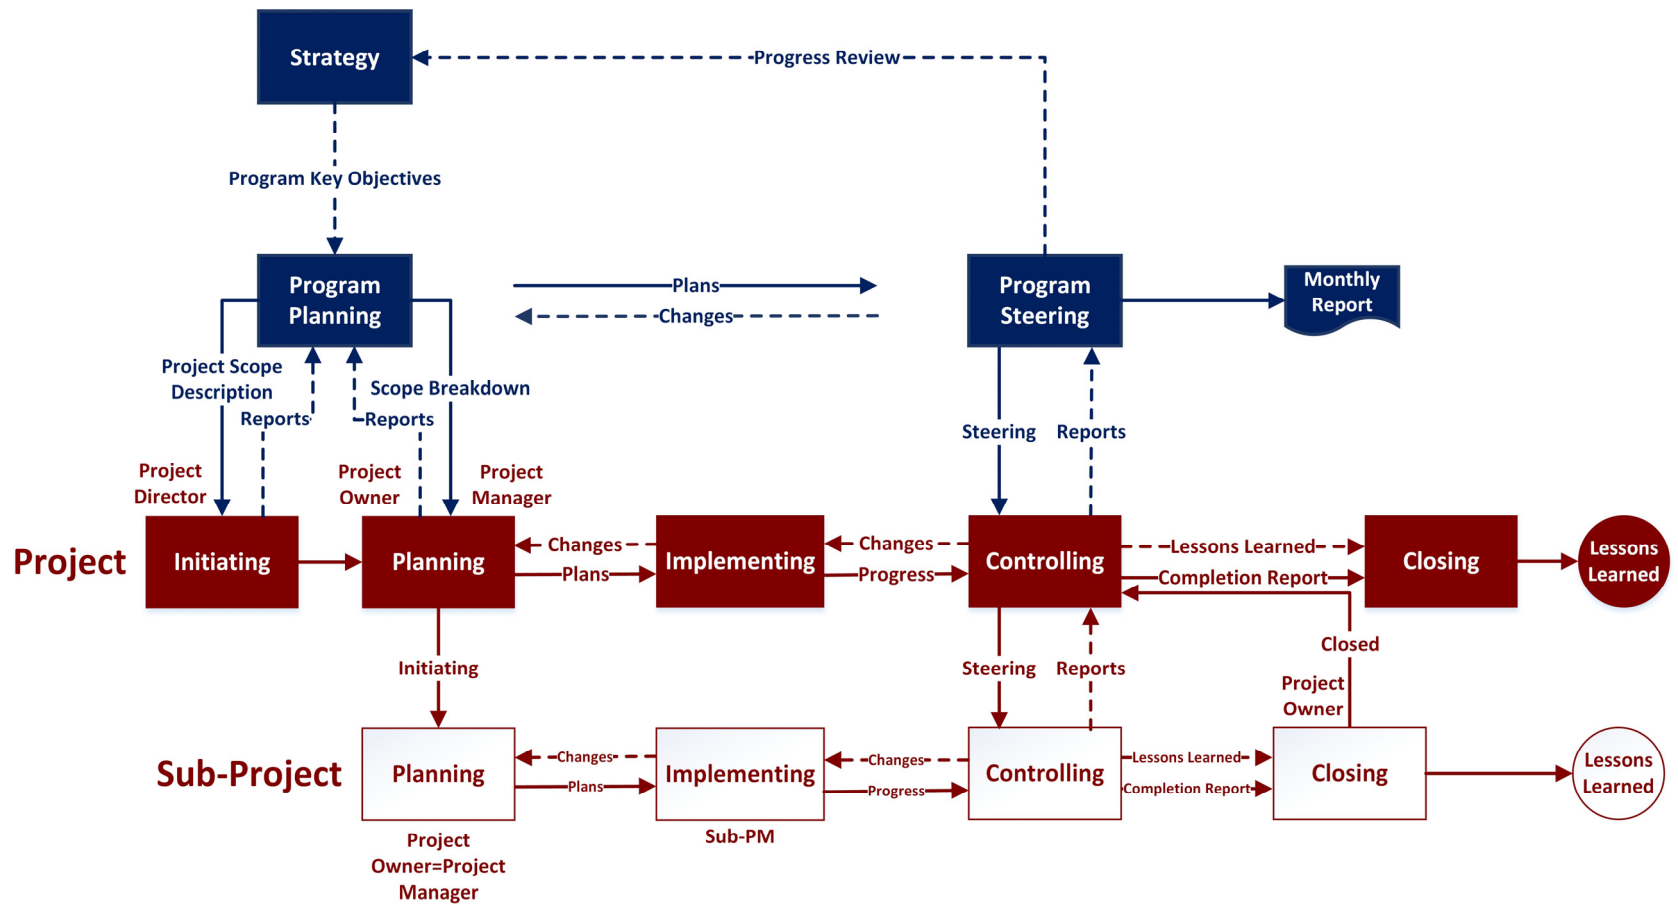 Strategy
Progress Review
Program Key Objectives
Program
Planning
Plans
Changes
Program
Steering
Monthly
Report
Project Scope
Description
Scope Breakdown
Reports
Reports
Steering
Reports
Project
Director
Project
Owner
Project
Manager
Project
Initiating
Planning
Changes
Plans
Implementing
Changes
Progress
Controlling
Lessons Learned
Completion Report
Closing
Lessons
Learned
Initiating
Steering
Reports
Closed
Project
Owner
Sub-Project
Planning
Changes
Plans
Implementing
Changes
Progress
Controlling
Lessons Learned
Completion Report
Closing
Lessons
Learned
Project
Owner=Project
Manager
Sub-PM